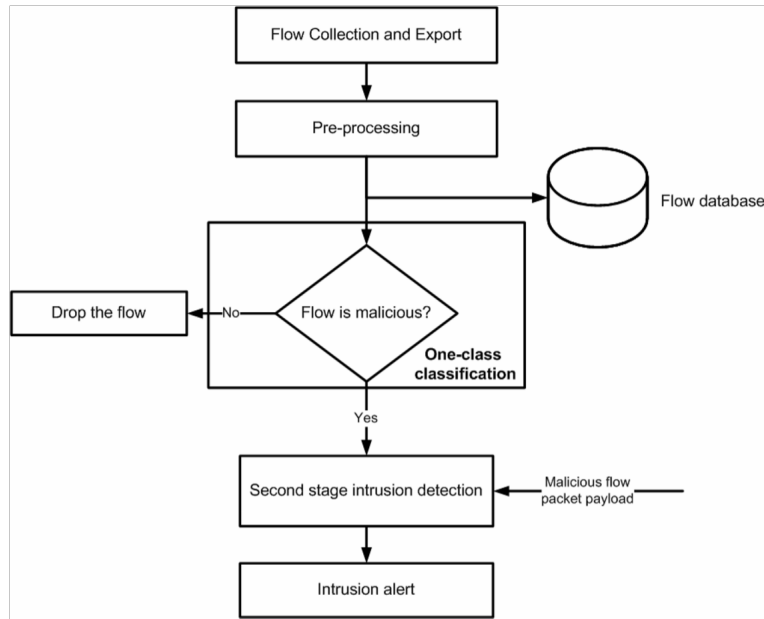 Flow Collection and Export
Pre-processing
Flow database
Drop the flow
No
Flow is malicious?
One-class
classification
Yes
Second stage intrusion detection
Malicious flow
packet payload
Intrusion alert